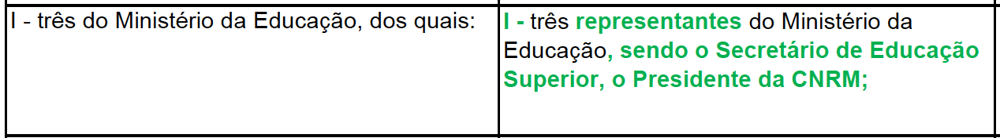 I - três do Ministério da Educação, dos quais:
I - três representantes do Ministério da
Educação, sendo o Secretário de Educação
Superior, o Presidente da CNRM;